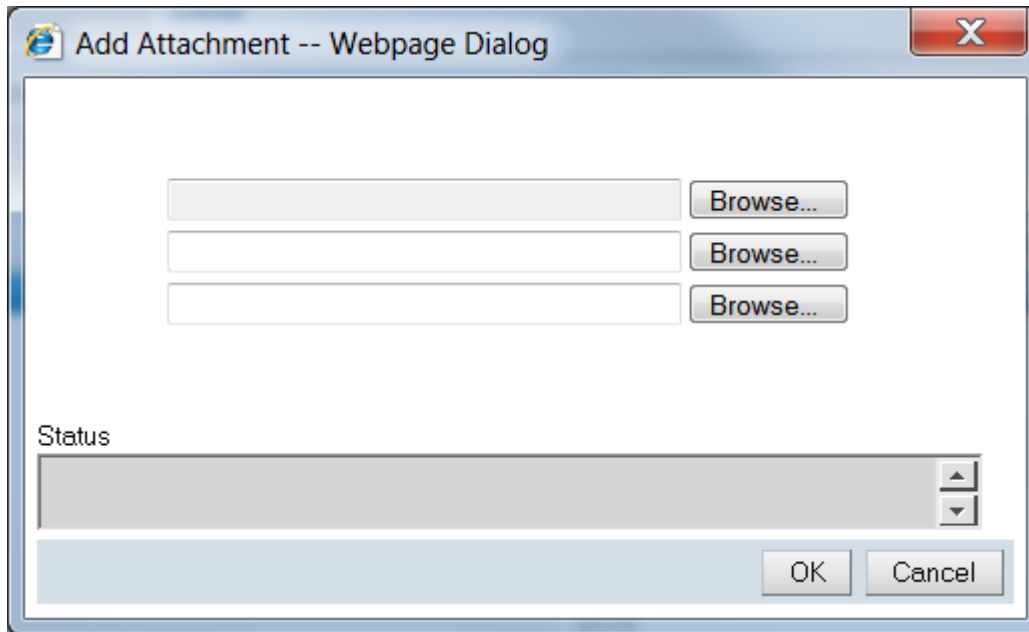 Add Attachment -- Webpage Dialog
Browse...
Browse...
Browse...
Status
OK Cancel